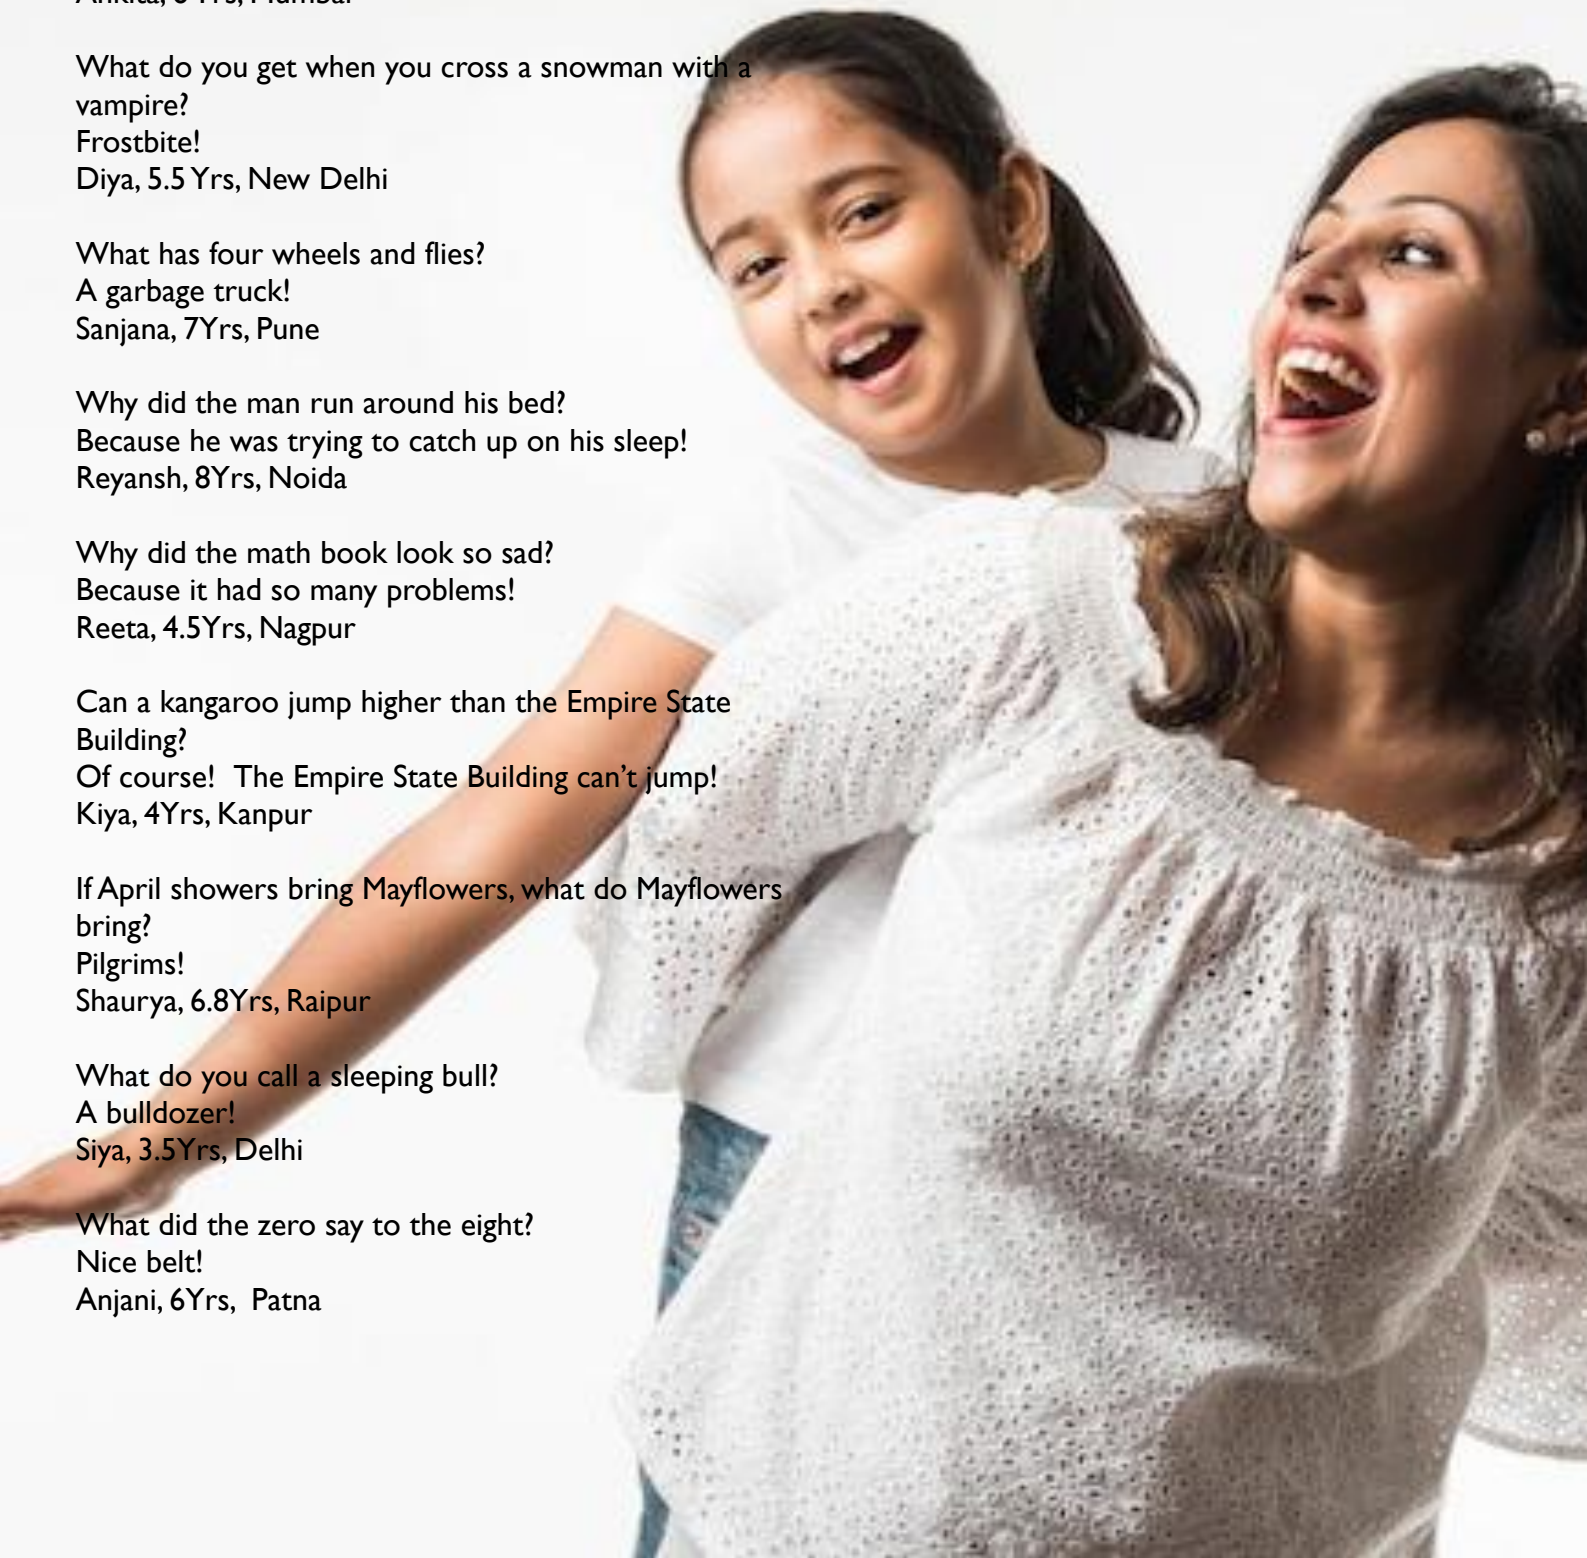 What do you get when you cross a snowman with a
vampire?
Frostbite!
Diya, 5.5 Yrs, New Delhi
What has four wheels and flies?
A garbage truck!
Sanjana, 7Yrs, Pune
Why did the man run around his bed?
Because he was trying to catch up on his sleep!
Reyansh, 8Yrs, Noida
Why did the math book look so sad?
Because it had so many problems!
Reeta, 4.5Yrs, Nagpur
Can a kangaroo jump higher than the Empire State
Building?
Of course!  The Empire State Building can’t jump!
Kiya, 4Yrs, Kanpur
If April showers bring Mayflowers, what do Mayflowers
bring?
Pilgrims!
Shaurya, 6.8Yrs, Raipur
What do you call a sleeping bull?
A bulldozer!
Siya, 3.5Yrs, Delhi
What did the zero say to the eight?
Nice belt!
Anjani, 6Yrs,  Patna